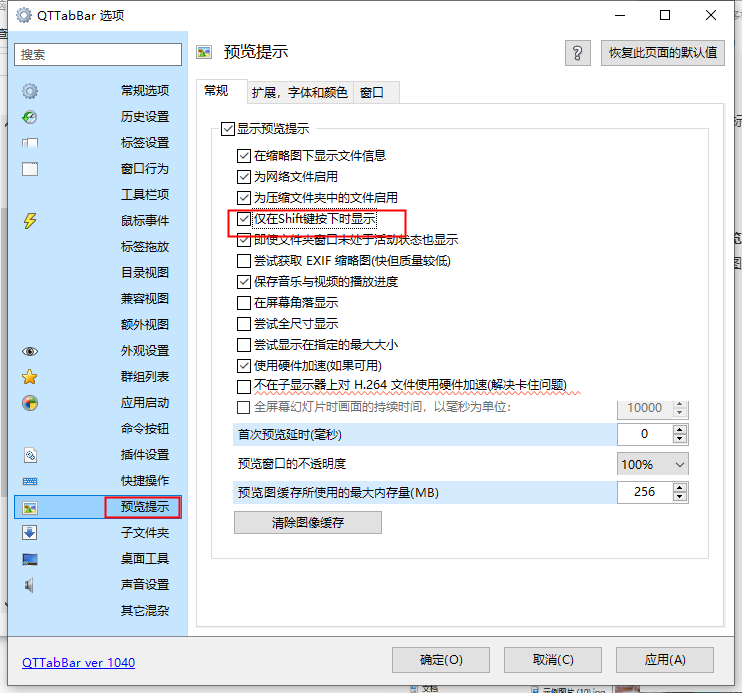 QTTabBar 选项
搜索
常规选项
历史设置
标签设置
窗口行为
工具栏项
鼠标事件
标签拖放
目录视图
兼容视图
额外视图
外观设置
群组列表
应用启动
命令按钮
插件设置
快捷操作
预览提示
子文件夹
桌面工具
声音设置
其它混杂
QTTabBar ver 1040
预览提示
?
恢复此页面的默认值
常规 扩展，字体和颜色 窗口
显示预览提示
在缩略图下显示文件信息
为网络文件启用
为压缩文件夹中的文件启用
仅在Shift键按下时显示
即使文件夹窗口未处于活动状态也显示
尝试获取 EXIF 缩略图(快但质量较低)
保存音乐与视频的播放进度
在屏幕角落显示
尝试全尺寸显示
尝试显示在指定的最大大小
使用硬件加速(如果可用)
不在子显示器上对 H.264 文件使用硬件加速(解决卡住问题)
全屏幕幻灯片时画面的持续时间，以毫秒为单位: 10000
首次预览延时(毫秒) 0
预览窗口的不透明度 100%
预览图缓存所使用的最大内存量(MB) 256
清除图像缓存
确定(O) 取消(C) 应用(A)